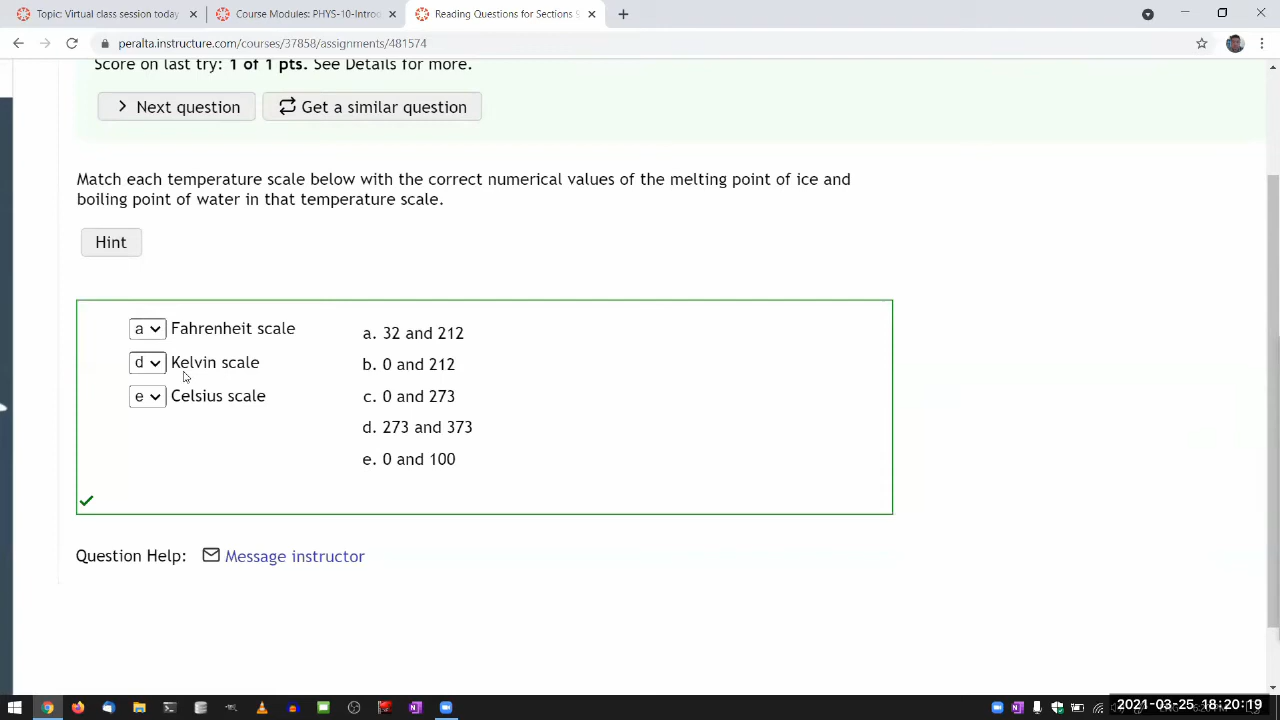 Topic: Virtual class session today
Course Modules: PHYS-10-Intro
Reading Questions for Sections S
peralta.instructure.com/courses/37858/assignments/481574
Score on last try: 1 of 1 pts. See Details for more.
Next question
Get a similar question
Match each temperature scale below with the correct numerical values of the melting point of ice and
boiling point of water in that temperature scale.
Hint
a Fahrenheit scale
d Kelvin scale
e Celsius scale
a. 32 and 212
b. 0 and 212
c. 0 and 273
d. 273 and 373
e. 0 and 100
Question Help: Message instructor
2021-03-25 18:20:19